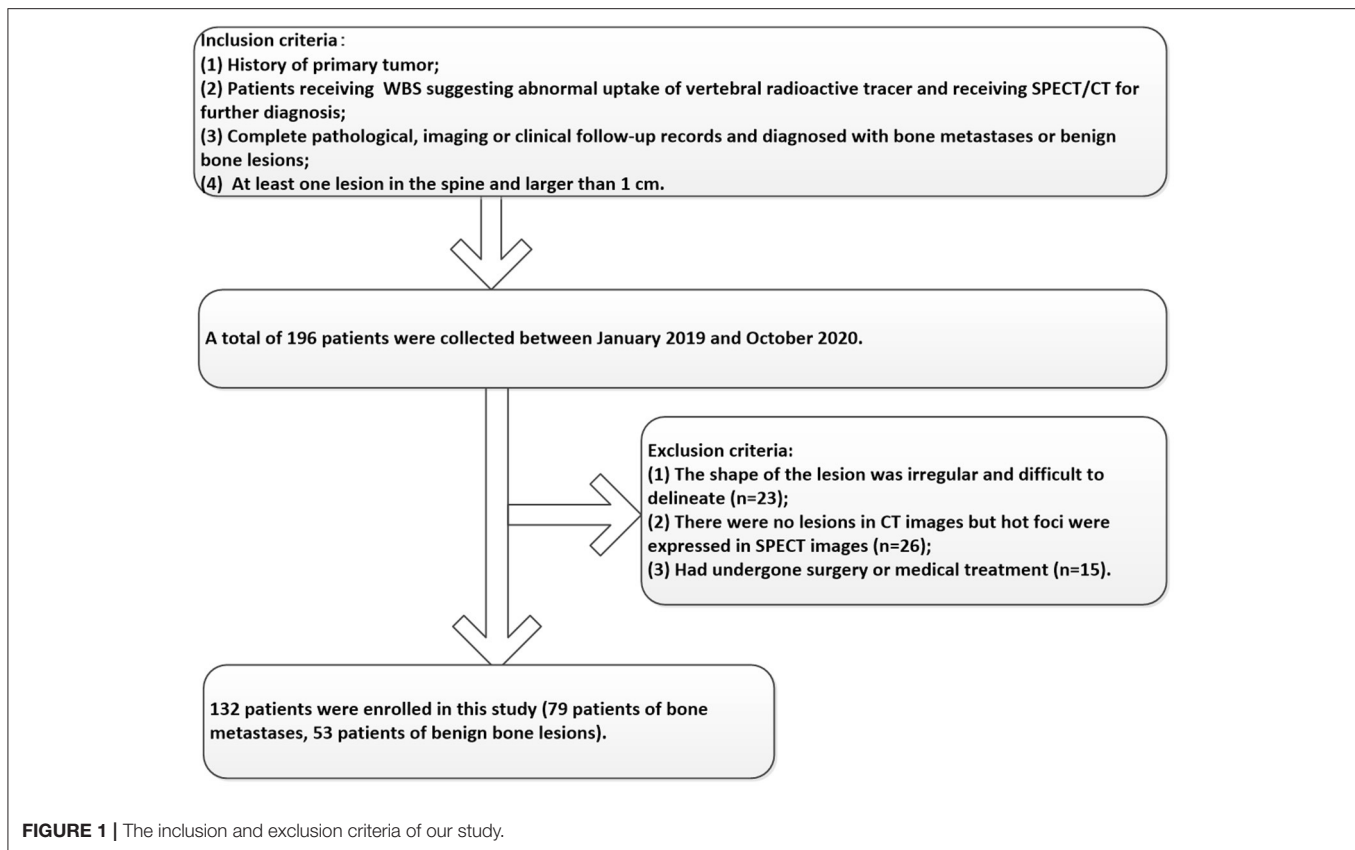 Inclusion criteria：
(1) History of primary tumor;
(2) Patients receiving  WBS suggesting abnormal uptake of vertebral radioactive tracer and receiving SPECT/CT for
further diagnosis;
(3) Complete pathological, imaging or clinical follow-up records and diagnosed with bone metastases or benign
bone lesions;
(4)  At least one lesion in the spine and larger than 1 cm.
A total of 196 patients were collected between January 2019 and October 2020.
Exclusion criteria:
(1) The shape of the lesion was irregular and difficult to
delineate (n=23);
(2) There were no lesions in CT images but hot foci were
expressed in SPECT images (n=26);
(3) Had undergone surgery or medical treatment (n=15).
132 patients were enrolled in this study (79 patients of bone
metastases, 53 patients of benign bone lesions).
FIGURE 1 | The inclusion and exclusion criteria of our study.